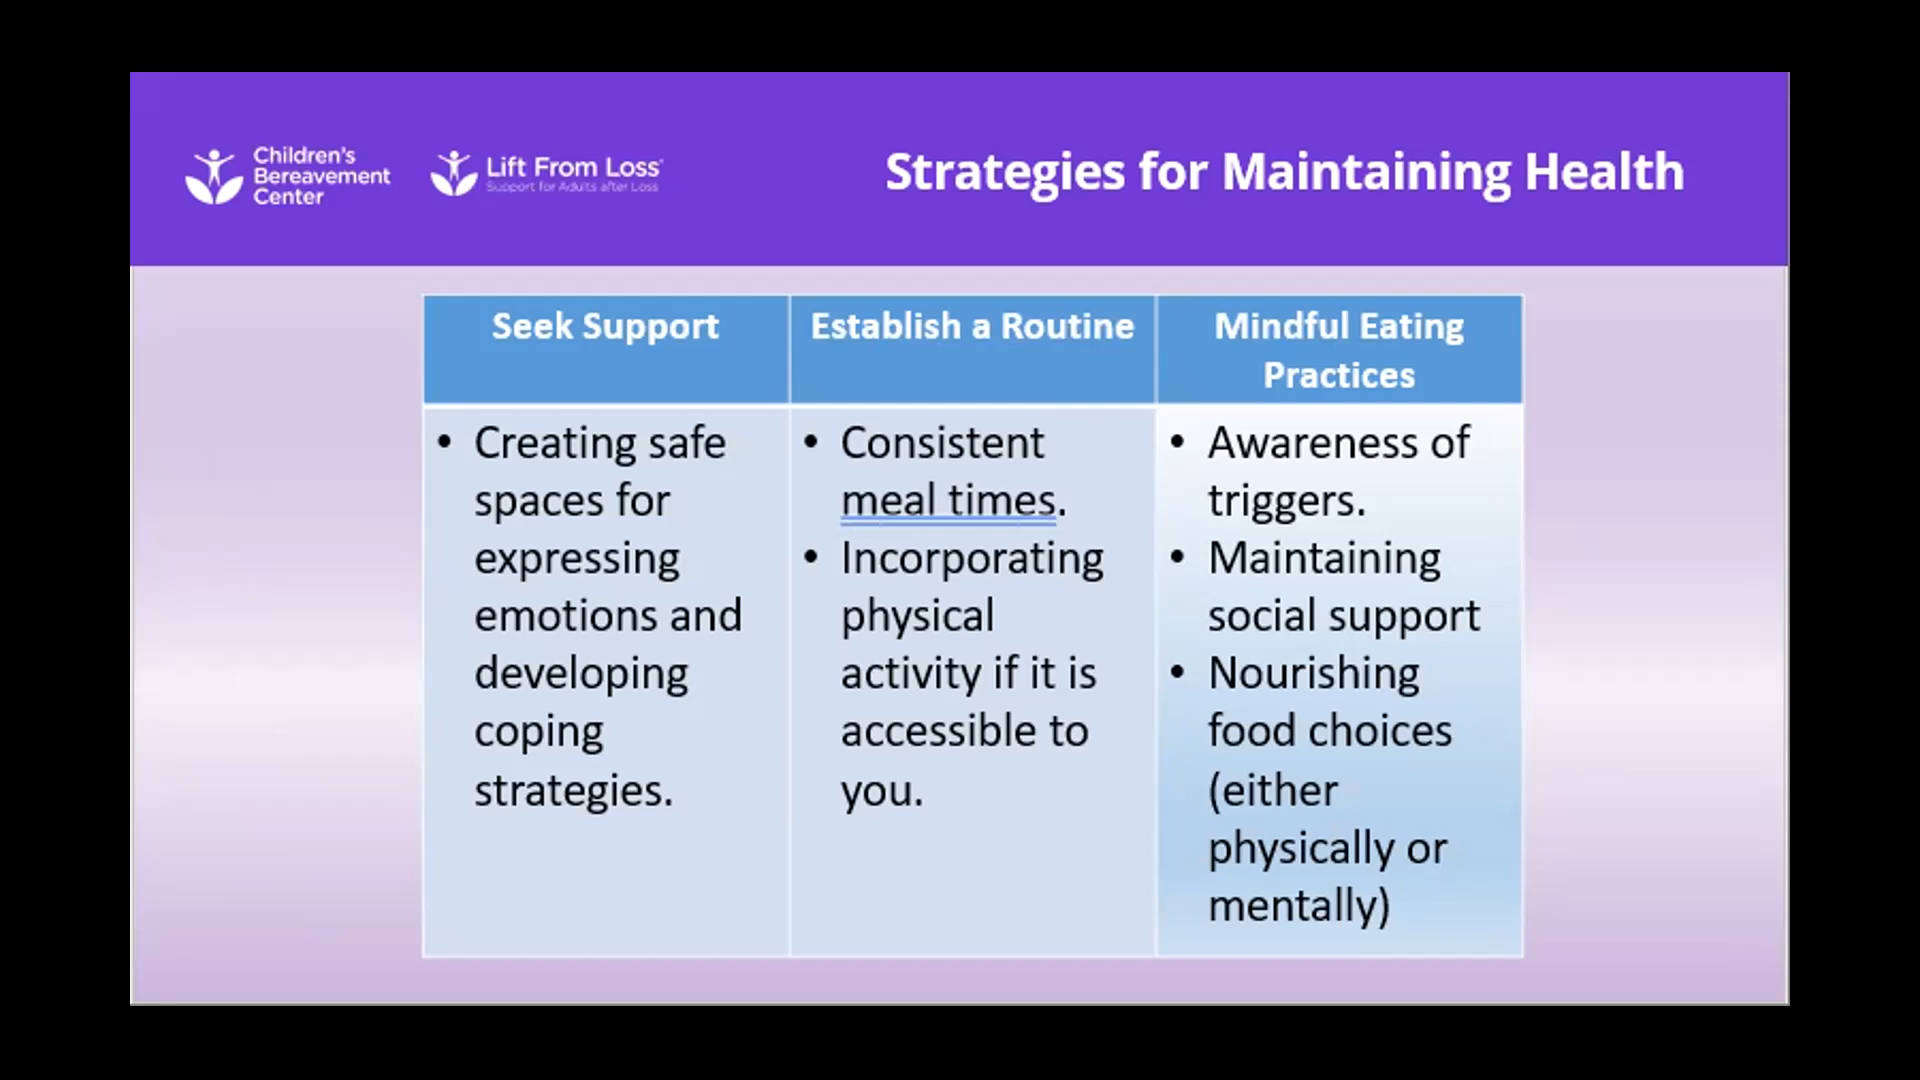 Children's
Bereavement
Center
Lift From Loss
Support for Adults after Loss
Strategies for Maintaining Health
Seek Support
• Creating safe
spaces for
expressing
emotions and
developing
coping
strategies.
Establish a Routine
• Consistent
meal times.
• Incorporating
physical
activity if it is
accessible to
you.
Mindful Eating
Practices
• Awareness of
triggers.
• Maintaining
social support
• Nourishing
food choices
(either
physically or
mentally)